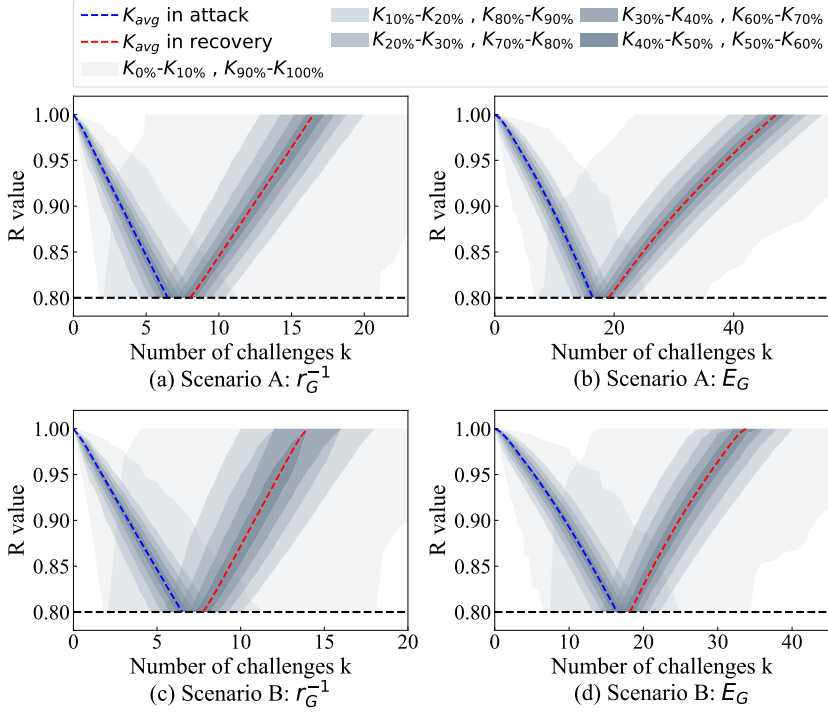 K_avg in attack
K_avg in recovery
K_0%-K_10% , K_90%-K_100%
K_10%-K_20% , K_80%-K_90%
K_20%-K_30% , K_70%-K_80%
K_30%-K_40% , K_60%-K_70%
K_40%-K_50% , K_50%-K_60%
R value
1.00
0.95
0.90
0.85
0.80
0 5 10 15 20
Number of challenges k
(a) Scenario A: r_G^-1
R value
1.00
0.95
0.90
0.85
0.80
0 20 40
Number of challenges k
(b) Scenario A: E_G
R value
1.00
0.95
0.90
0.85
0.80
0 5 10 15 20
Number of challenges k
(c) Scenario B: r_G^-1
R value
1.00
0.95
0.90
0.85
0.80
0 10 20 30 40
Number of challenges k
(d) Scenario B: E_G